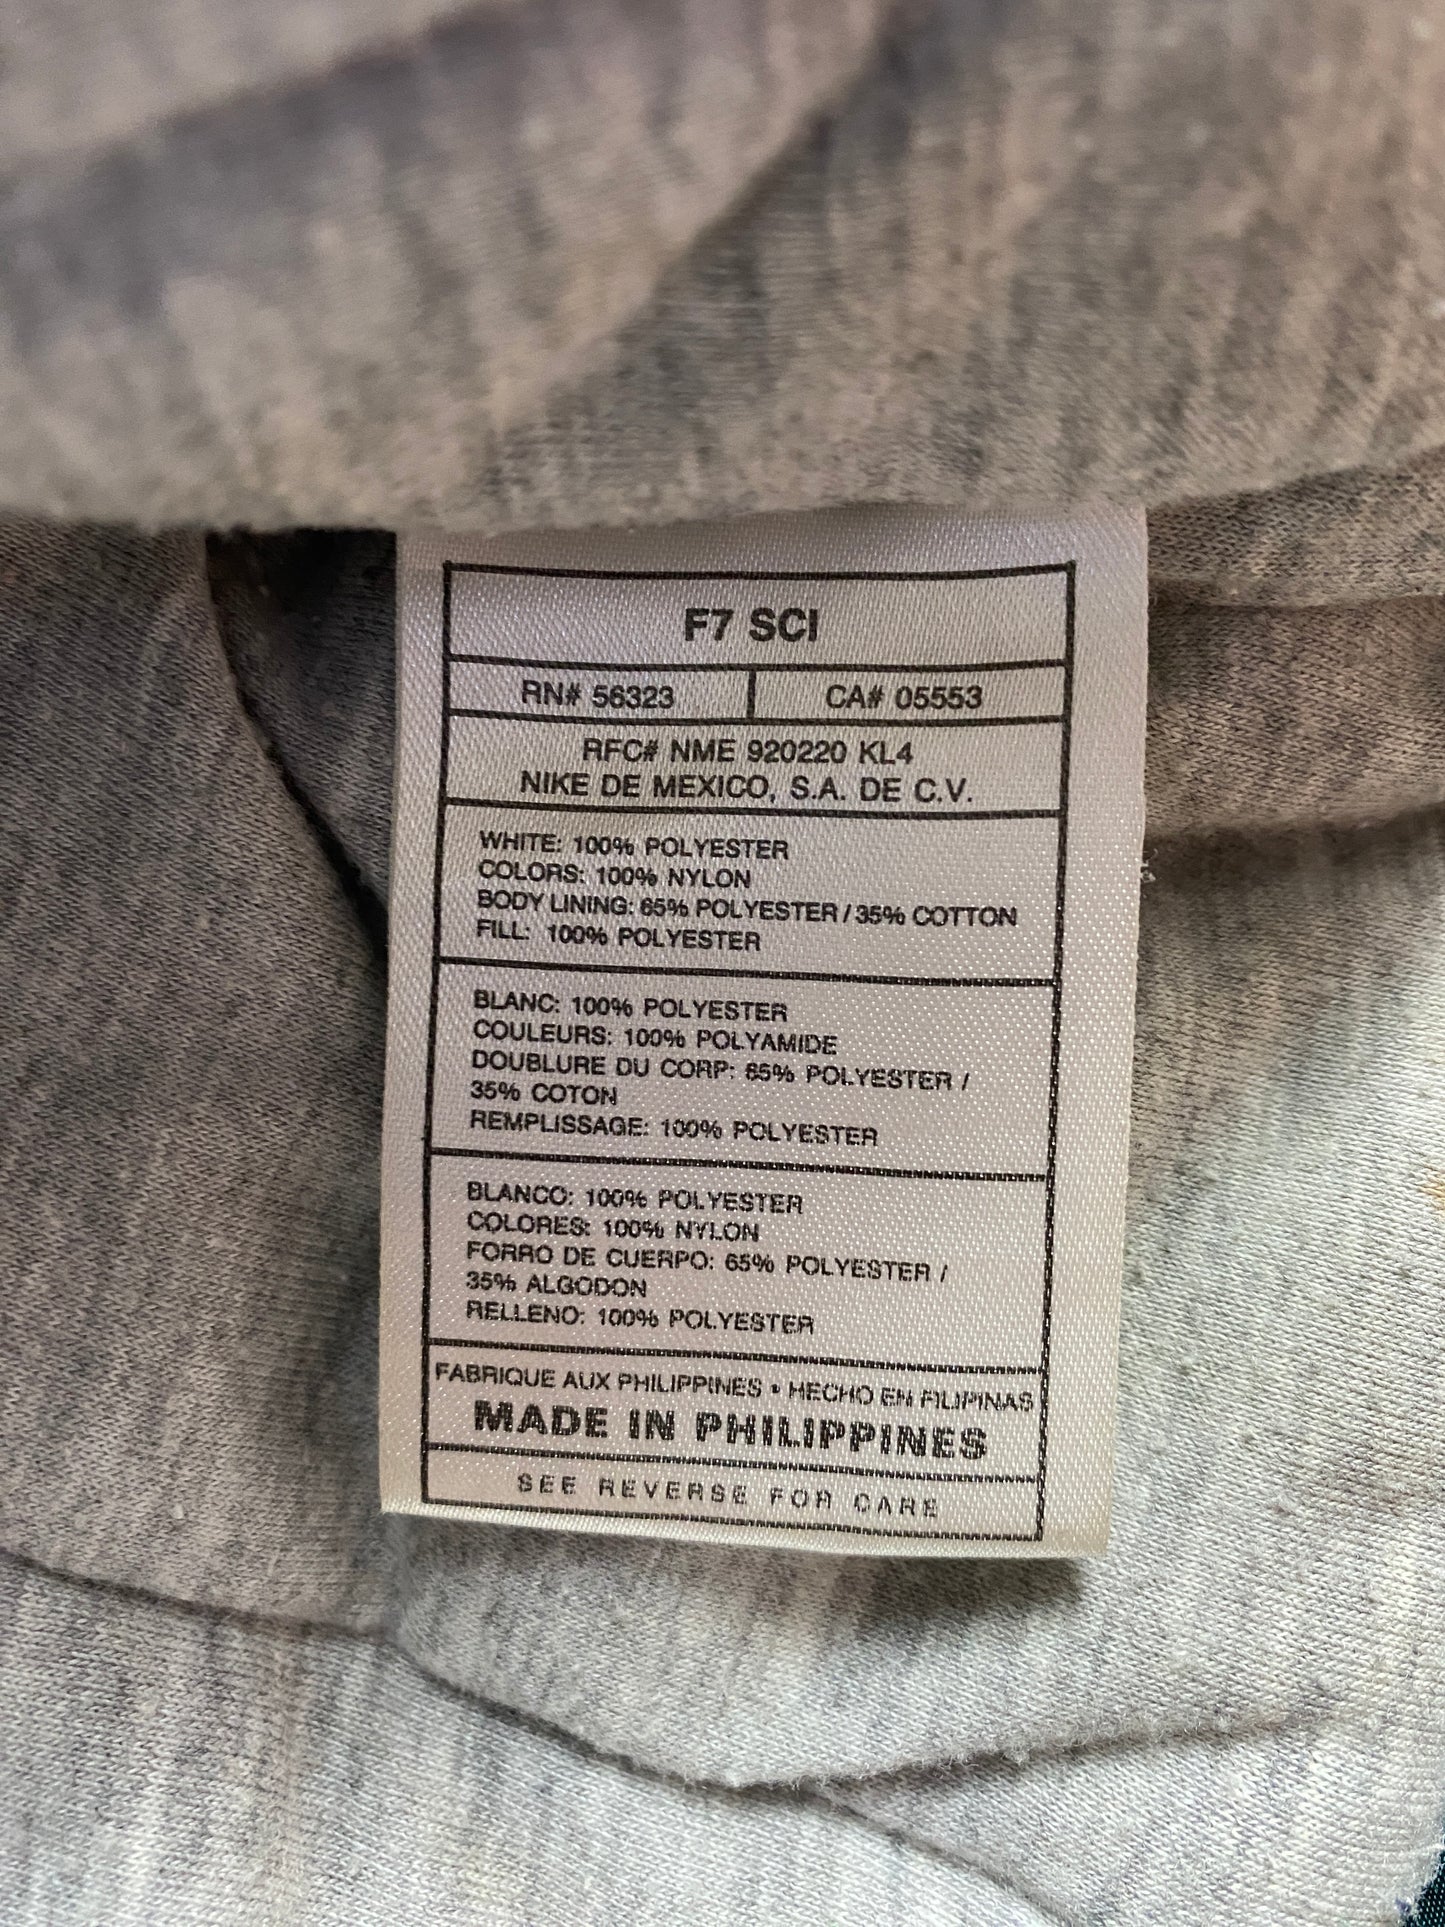 F7 SCI
RN# 56323 CA# 05553
RFC# NME 920220 KL4
NIKE DE MEXICO, S.A. DE C.V.
WHITE: 100% POLYESTER
COLORS: 100% NYLON
BODY LINING: 65% POLYESTER / 35% COTTON
FILL: 100% POLYESTER
BLANC: 100% POLYESTER
COULEURS: 100% POLYAMIDE
DOUBLURE DU CORP: 65% POLYESTER /
35% COTON
REMPLISSAGE: 100% POLYESTER
BLANCO: 100% POLYESTER
COLORES: 100% NYLON
FORRO DE CUERPO: 65% POLYESTER /
35% ALGODON
RELLENO: 100% POLYESTER
FABRIQUE AUX PHILIPPINES • HECHO EN FILIPINAS
MADE IN PHILIPPINES
SEE REVERSE FOR CARE